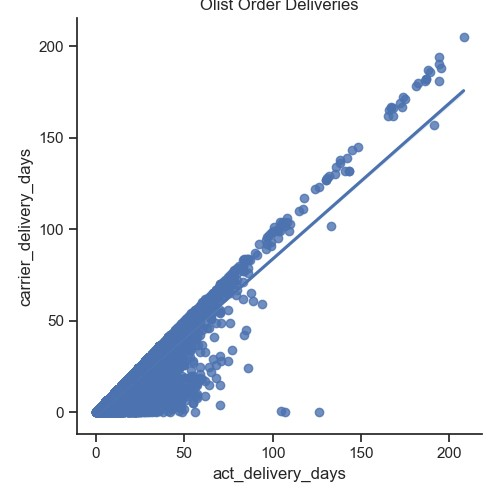 Olist Order Deliveries
200
150
100
50
0
carrier_delivery_days
0 50 100 150 200
act_delivery_days